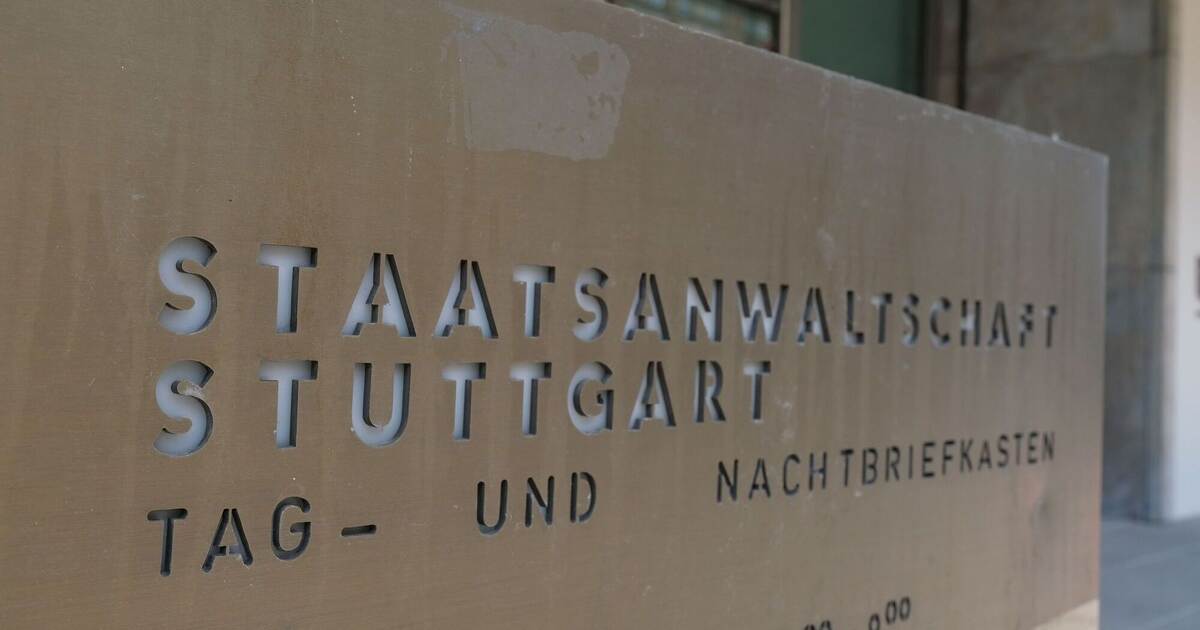 STAATSANWALTSCHAFT
STUTTGART
TAG- UND NACHTBRIEFKASTEN